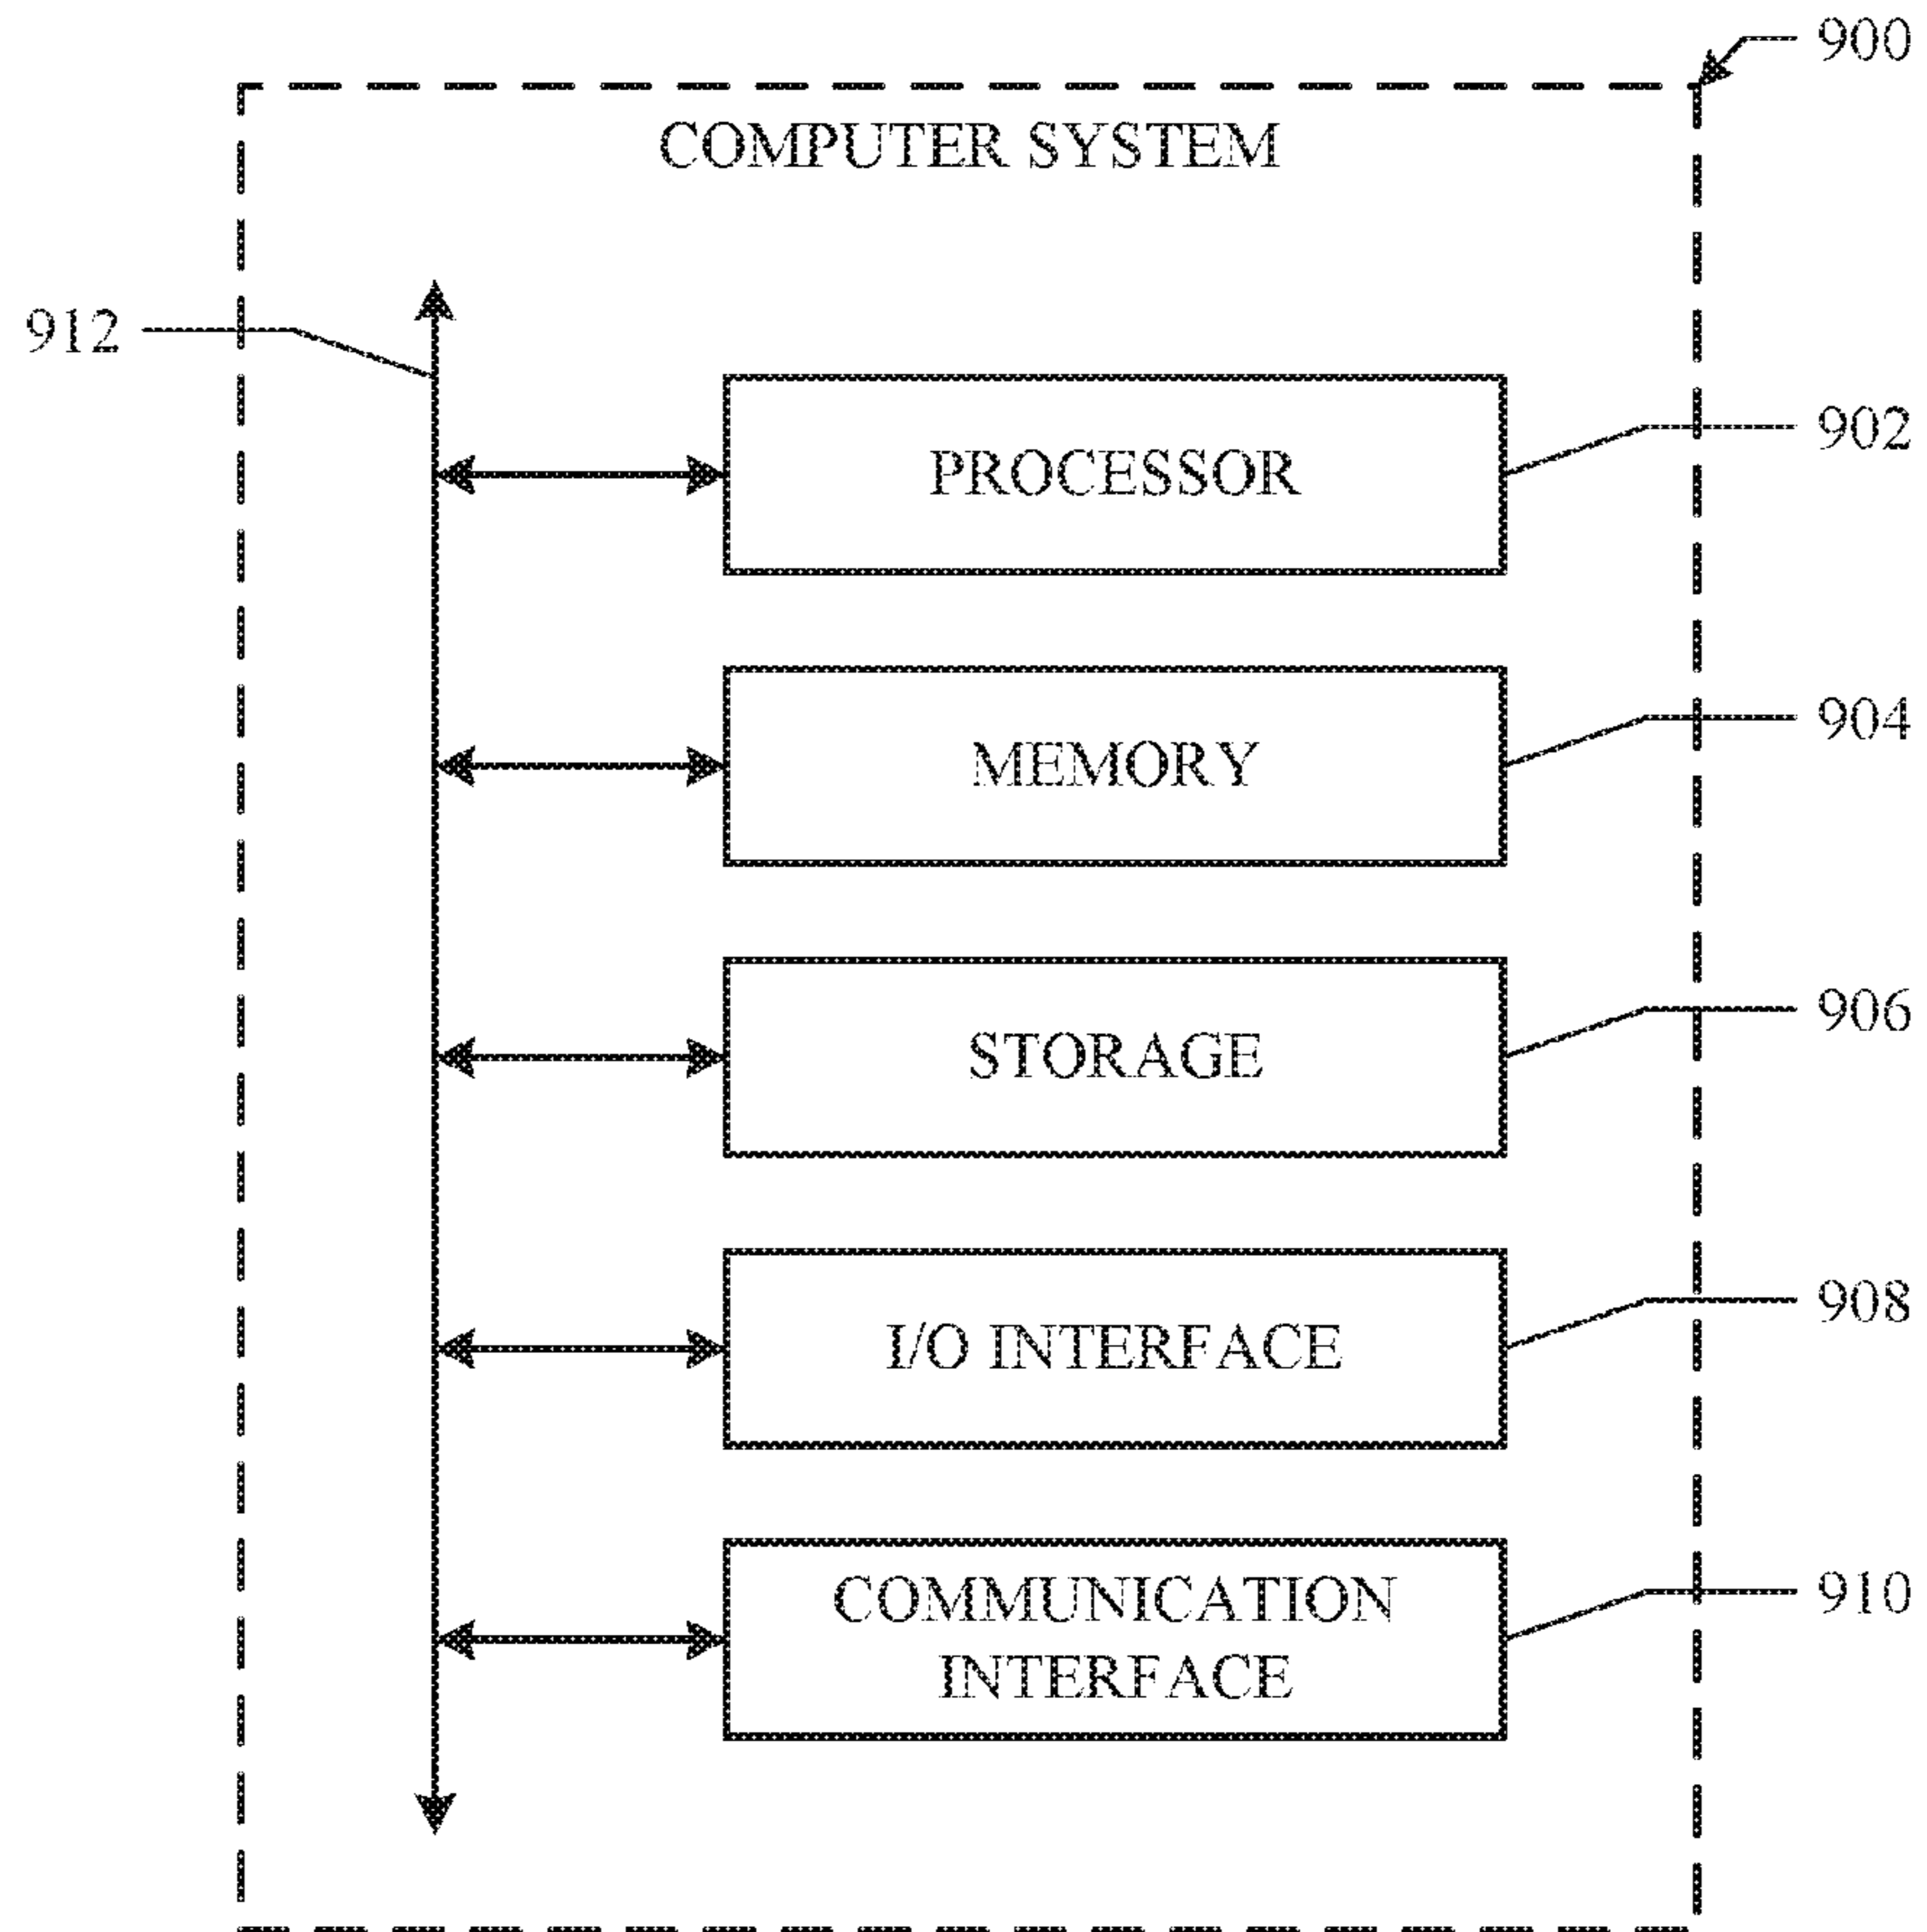 900
COMPUTER SYSTEM
912
PROCESSOR
902
MEMORY
904
STORAGE
906
I/O INTERFACE
908
COMMUNICATION
INTERFACE
910